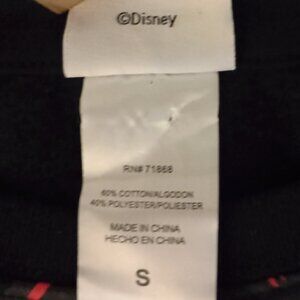 ©Disney
RN# 71868
60% COTTON/ALGODON
40% POLYESTER/POLIESTER
MADE IN CHINA
HECHO EN CHINA
S